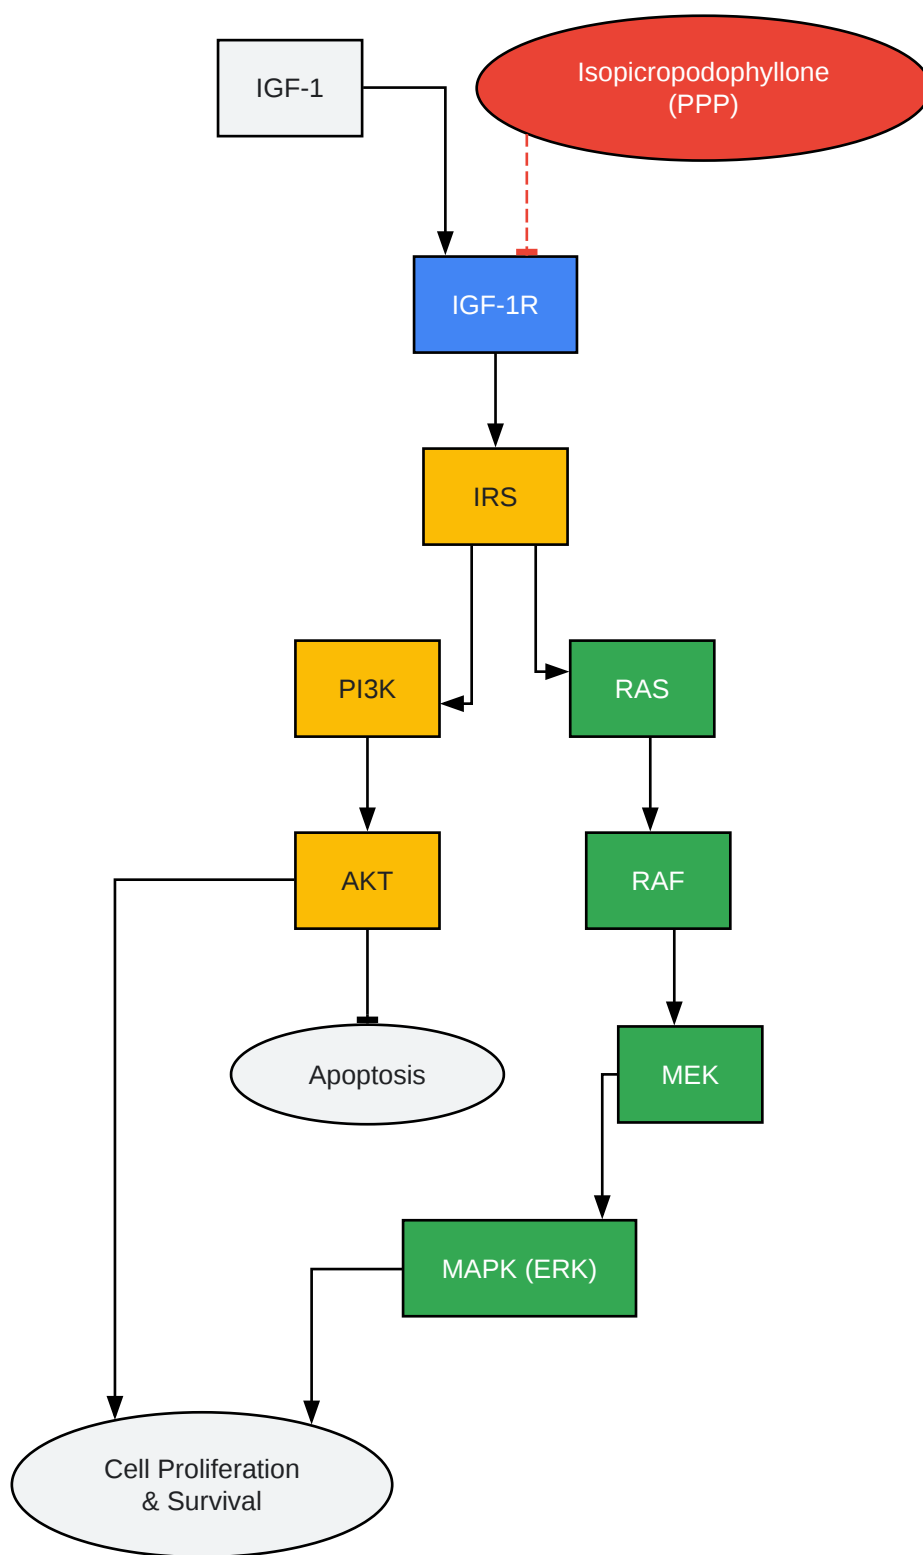 IGF-1
Isopicropodophyllone
(PPP)
IGF-1R
IRS
PI3K
RAS
AKT
RAF
Apoptosis
MEK
MAPK (ERK)
Cell Proliferation
& Survival